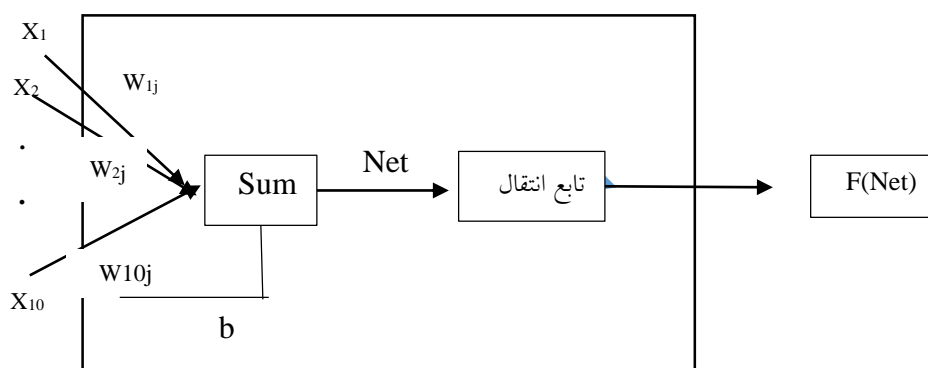 X1
W1j
X2
.
W2j
Net
Sum
تابع انتقال
F(Net)
.
W10j
X10
b